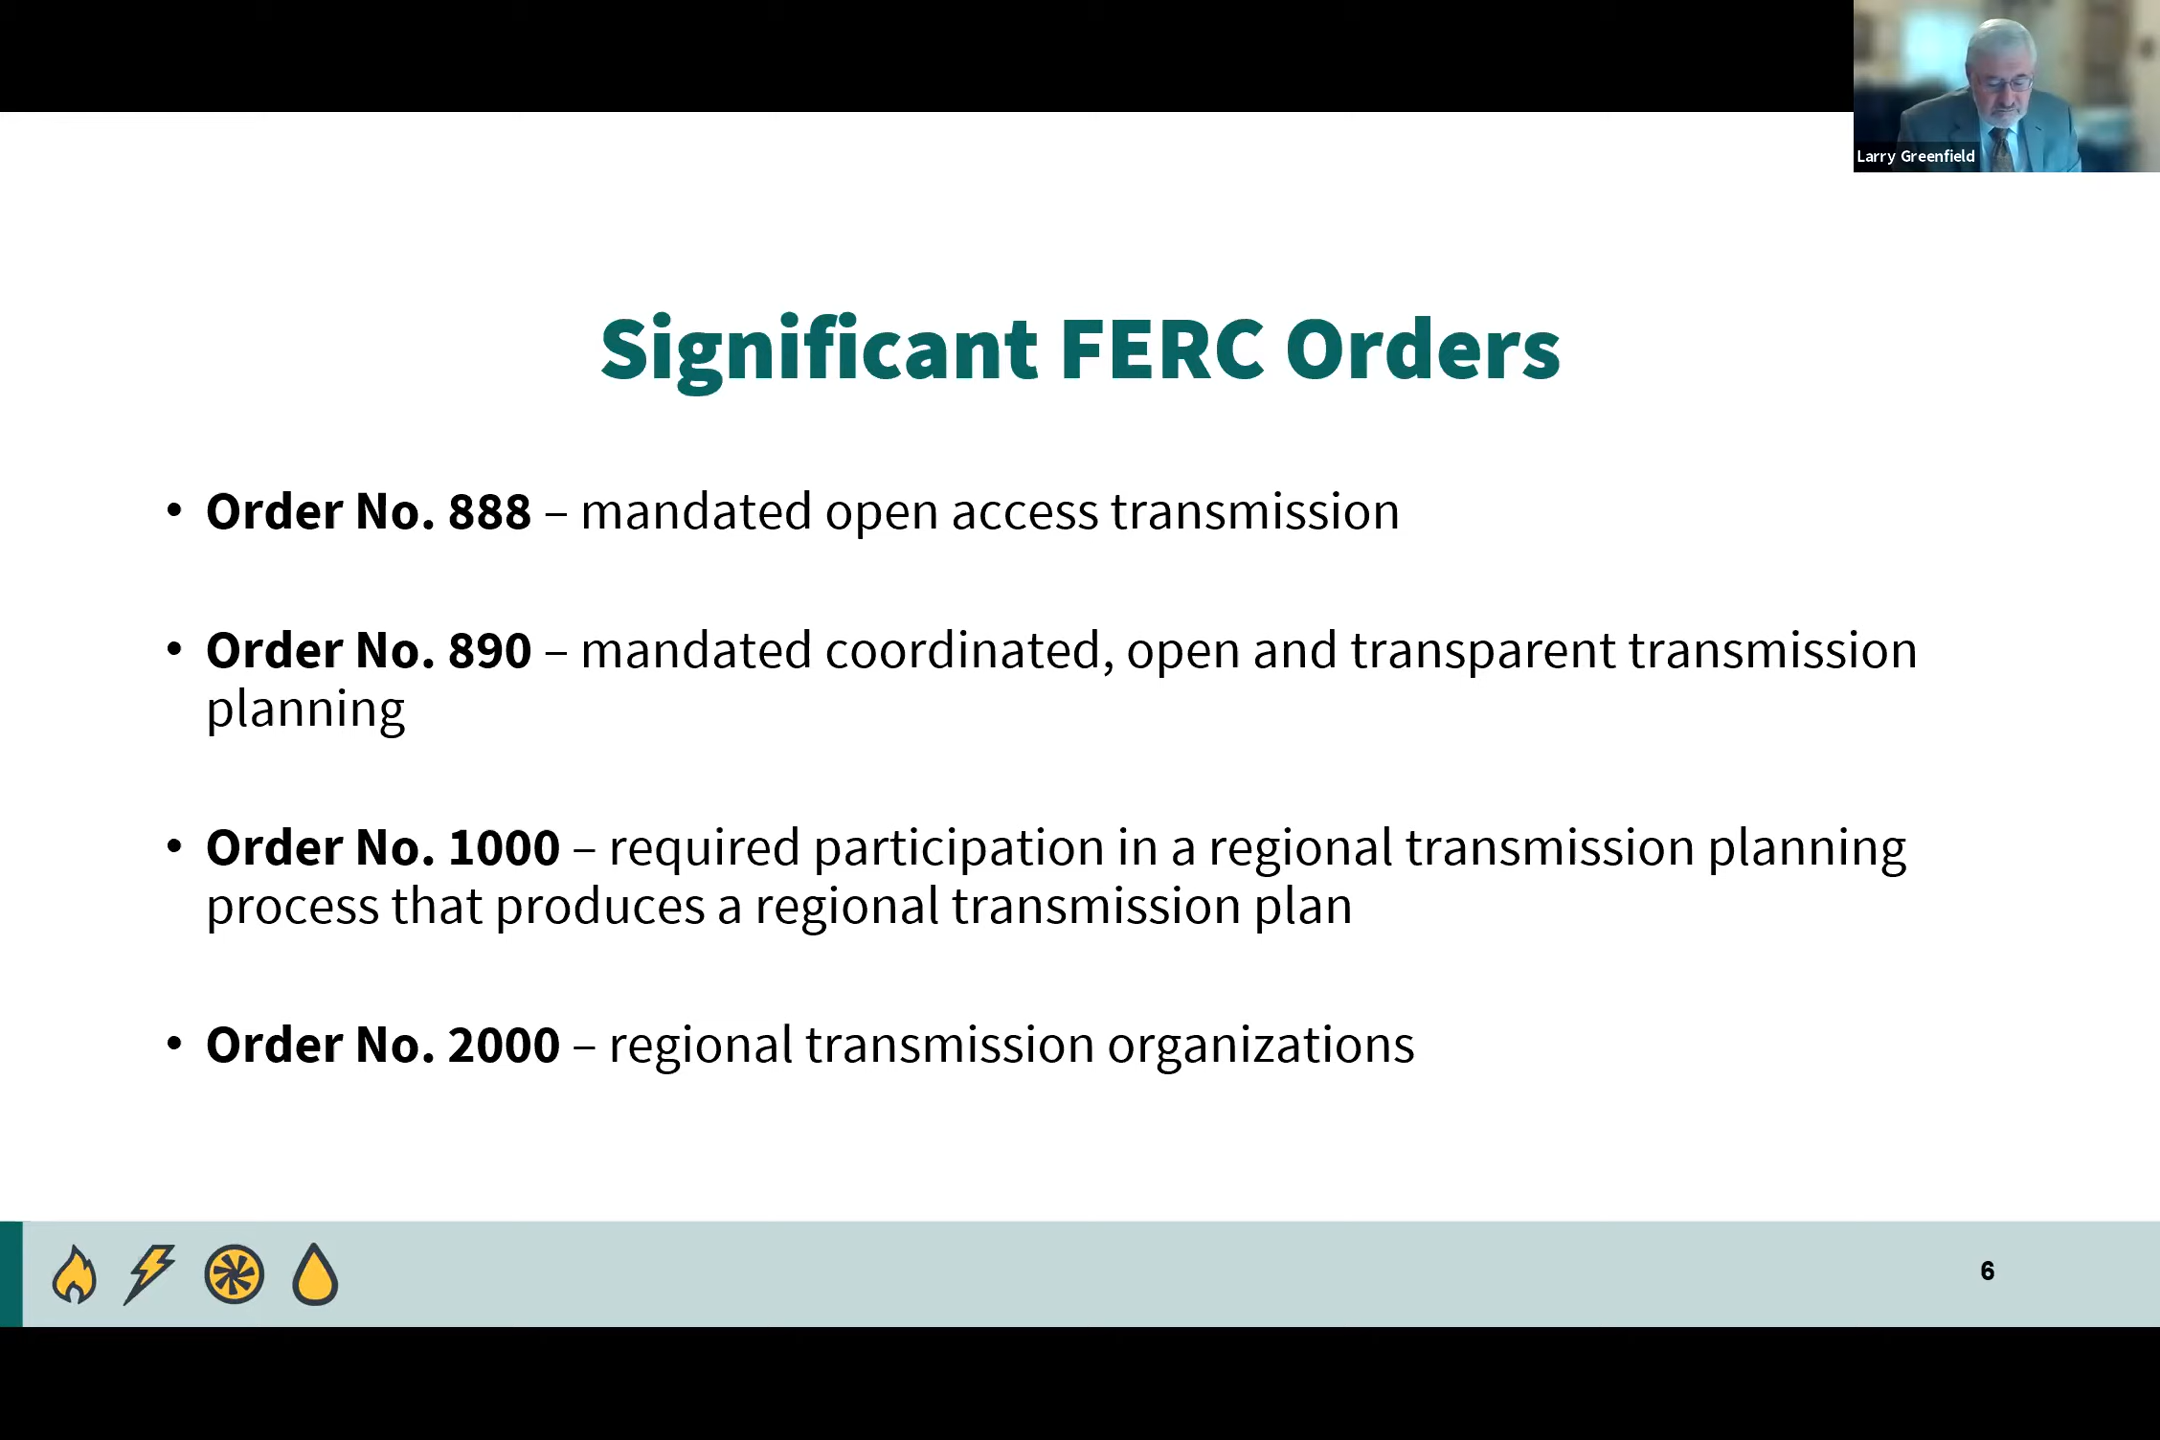 Larry Greenfield
Significant FERC Orders
• Order No. 888 – mandated open access transmission
• Order No. 890 – mandated coordinated, open and transparent transmission
planning
• Order No. 1000 – required participation in a regional transmission planning
process that produces a regional transmission plan
• Order No. 2000 – regional transmission organizations
6